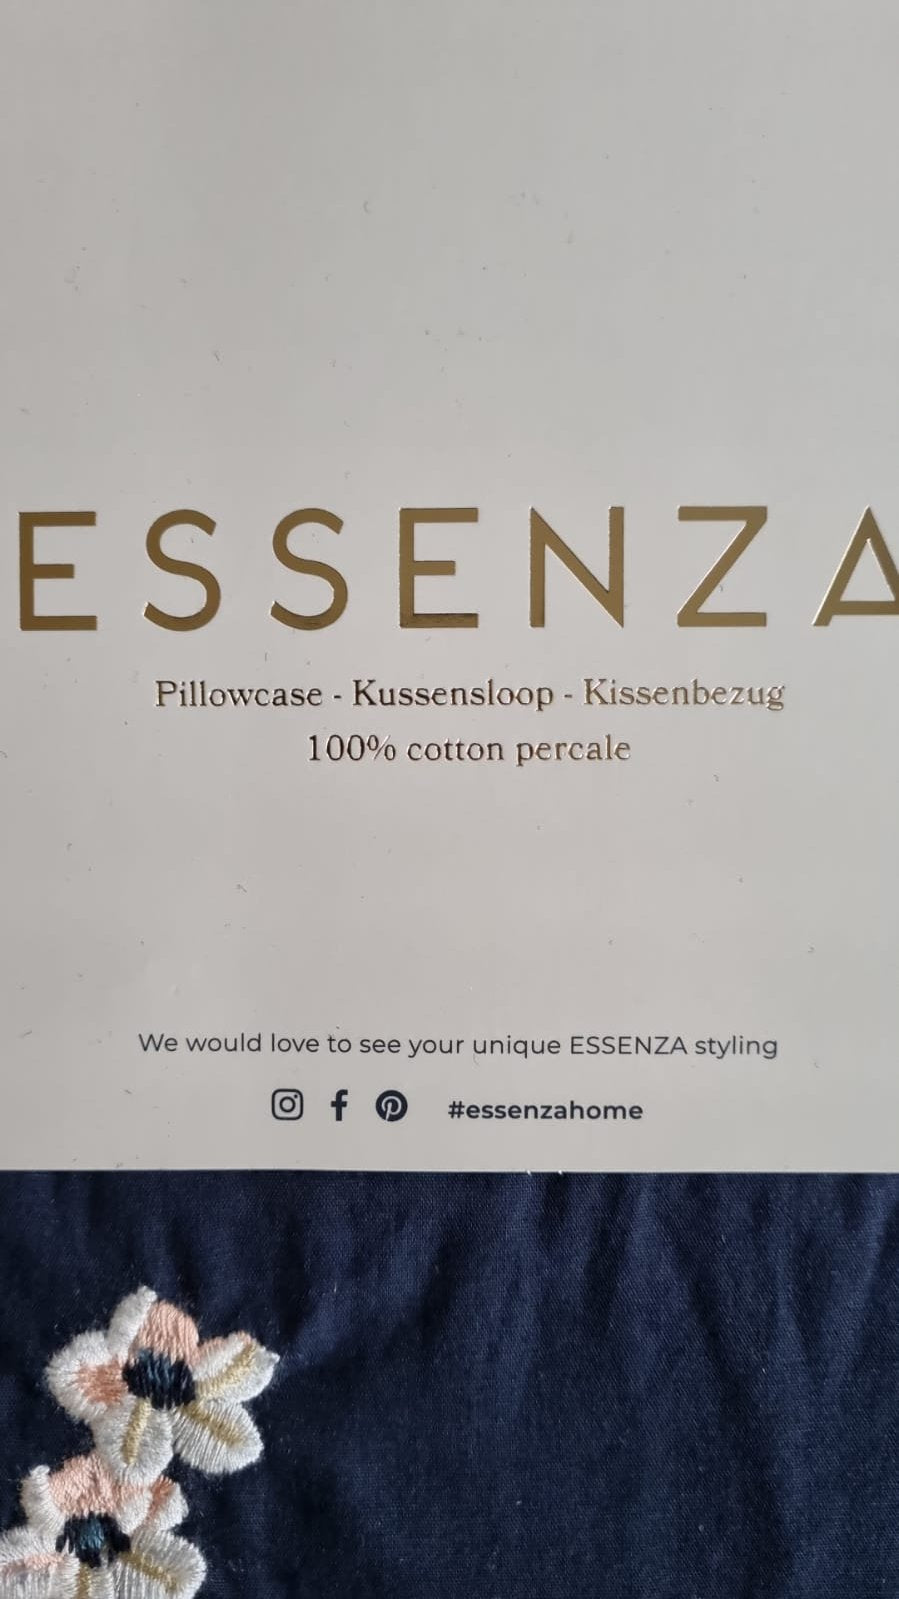 ESSENZA
Pillowcase - Kussensloop - Kissenbezug
100% cotton percale
We would love to see your unique ESSENZA styling
#essenzahome